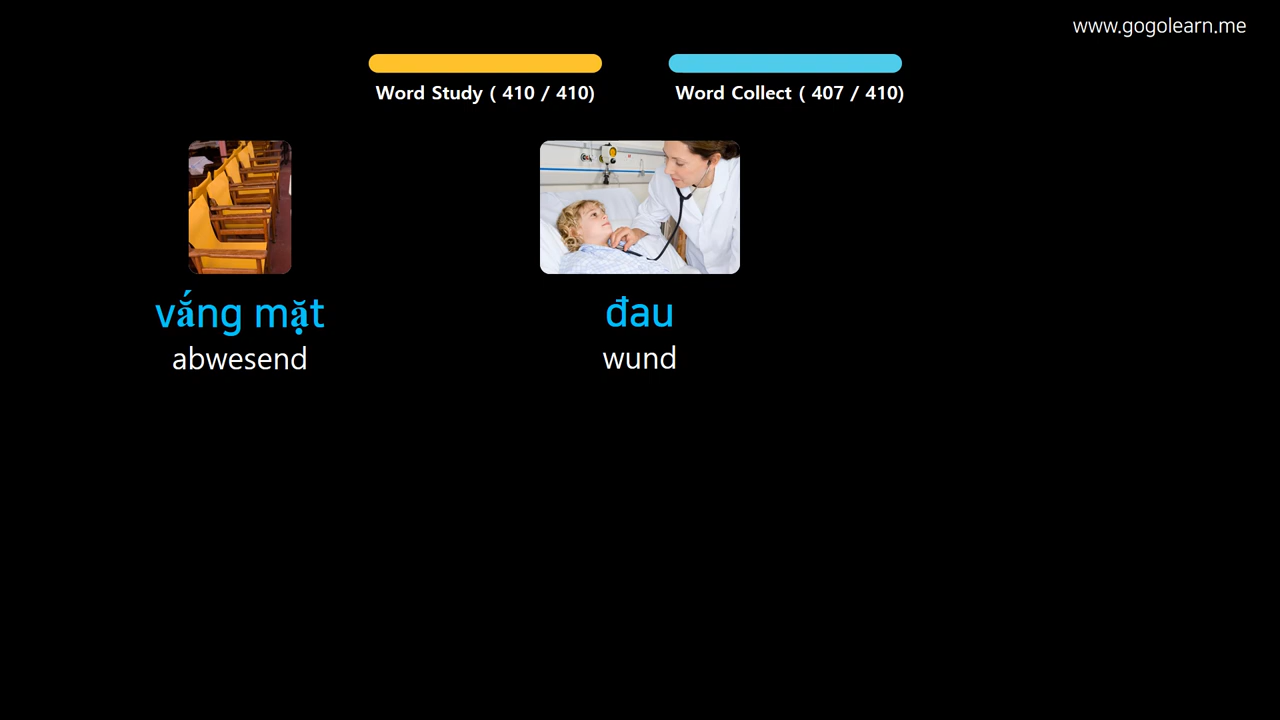 www.gogolearn.me
Word Study ( 410 / 410)
Word Collect ( 407 / 410)
vắng mặt
abwesend
đau
wund